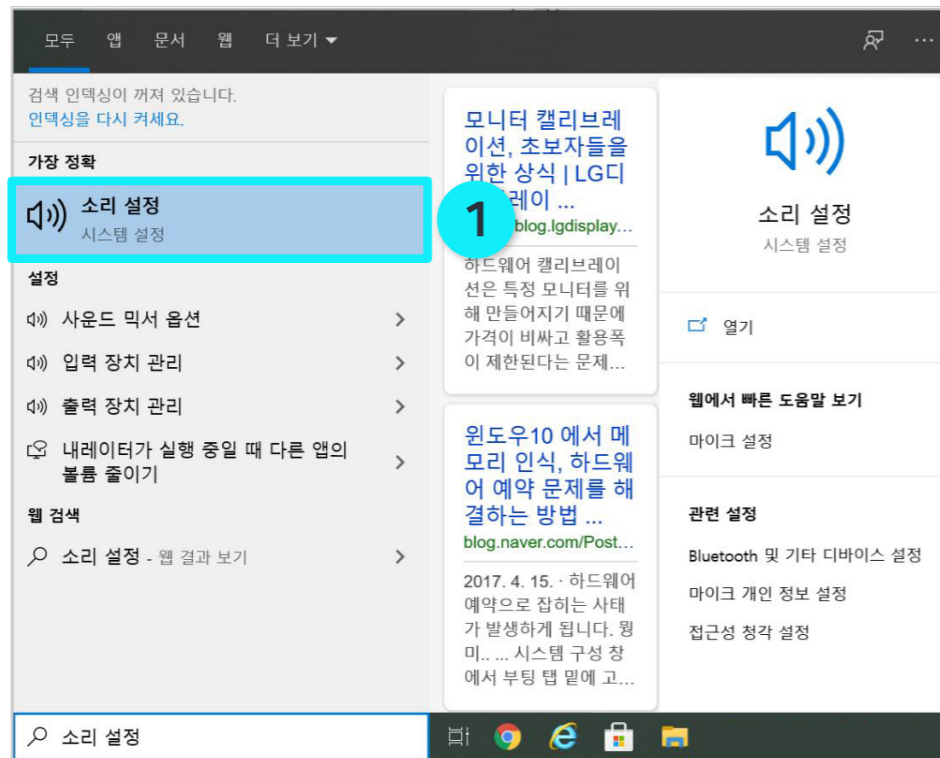 모두 앱 문서 웹 더 보기
검색 인덱싱이 꺼져 있습니다.
인덱싱을 다시 켜세요.
가장 정확
소리 설정
시스템 설정
1
설정
사운드 믹서 옵션
입력 장치 관리
출력 장치 관리
내레이터가 실행 중일 때 다른 앱의
볼륨 줄이기
웹 검색
소리 설정 - 웹 결과 보기
모니터 캘리브레
이션, 초보자들을
위한 상식 | LG디
레이 ...
blog.lgdisplay...
하드웨어 캘리브레이
션은 특정 모니터를 위
해 만들어지기 때문에
가격이 비싸고 활용폭
이 제한된다는 문제...
윈도우10 에서 메
모리 인식, 하드웨
어 예약 문제를 해
결하는 방법 ...
blog.naver.com/Post...
2017. 4. 15. · 하드웨어
예약으로 잡히는 사태
가 발생하게 됩니다. 뭥
미.. ... 시스템 구성 창
에서 부팅 탭 밑에 고...
소리 설정
시스템 설정
열기
웹에서 빠른 도움말 보기
마이크 설정
관련 설정
Bluetooth 및 기타 디바이스 설정
마이크 개인 정보 설정
접근성 청각 설정
소리 설정